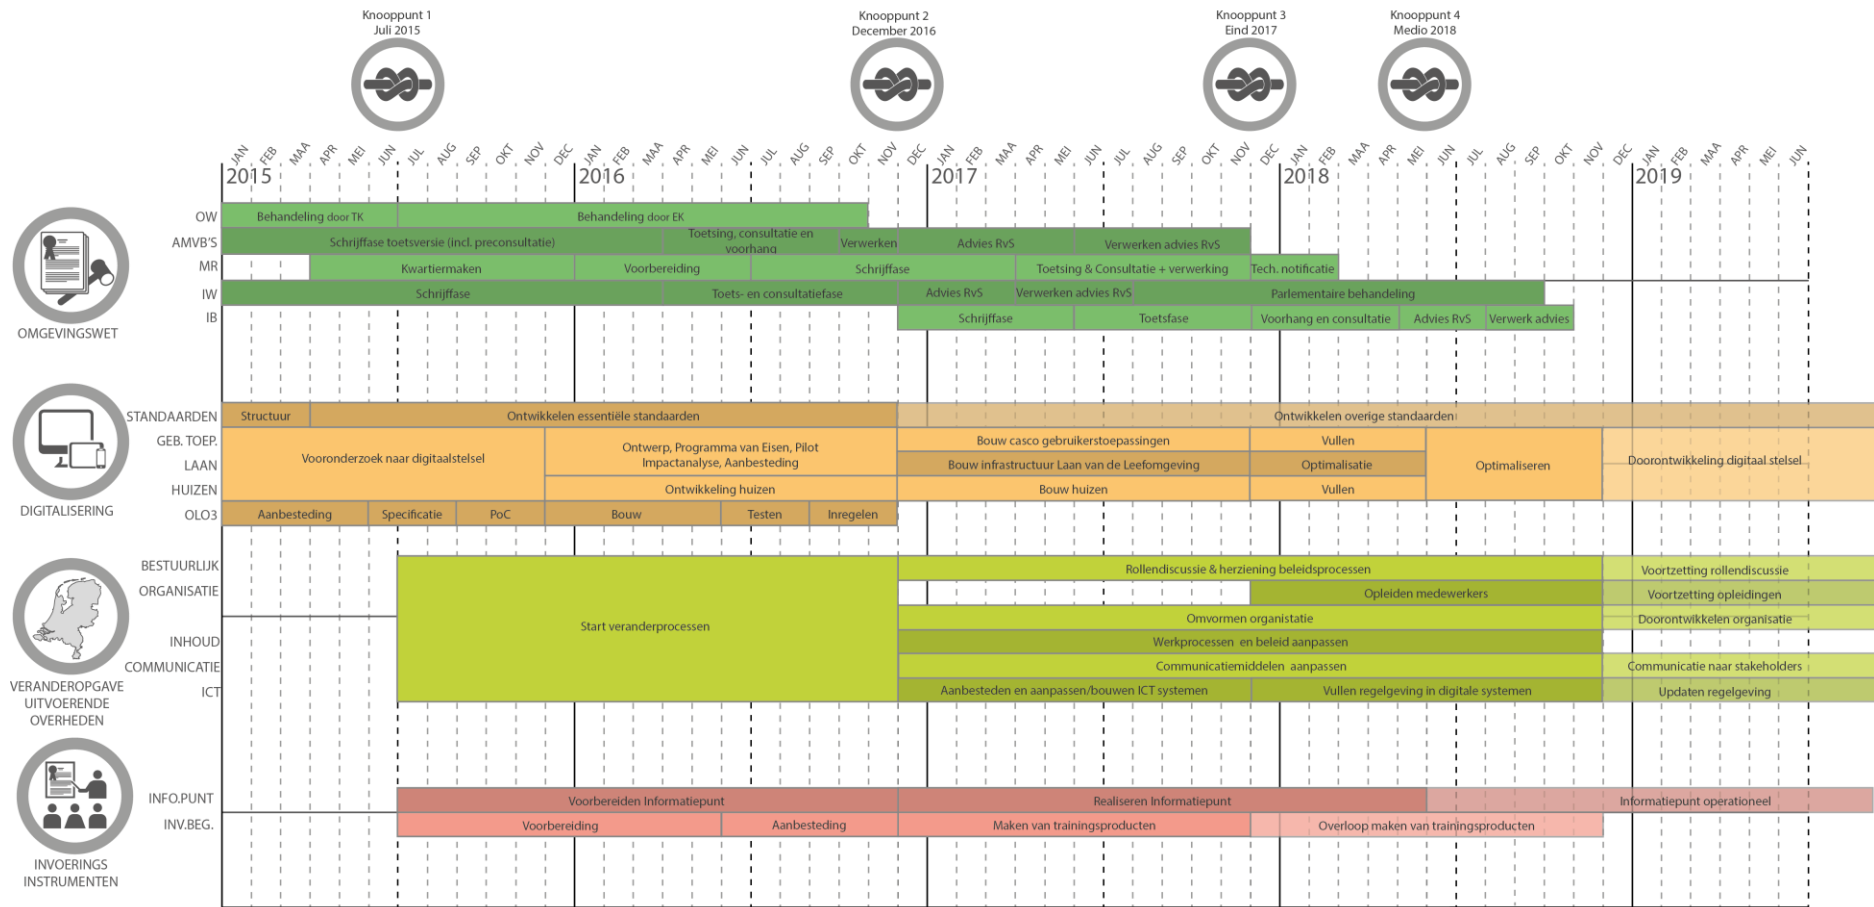 Knooppunt 1
Juli 2015
Knooppunt 2
December 2016
Knooppunt 3
Eind 2017
Knooppunt 4
Medio 2018
JAN FEB MAA APR MEI JUN JUL AUG SEP OKT NOV DEC JAN FEB MAA APR MEI JUN JUL AUG SEP OKT NOV DEC JAN FEB MAA APR MEI JUN JUL AUG SEP OKT NOV DEC JAN FEB MAA APR MEI JUN JUL AUG SEP OKT NOV DEC JAN FEB MAA APR MEI JUN
2015 2016 2017 2018 2019
OMGEVINGSWET
OW Behandeling door TK Behandeling door EK
AMVB'S Schrijffase toetsversie (incl. preconsultatie) Toetsing, consultatie en
voorhang Verwerken Advies RvS Verwerken advies RvS
MR Kwartiermaken Voorbereiding Schrijffase Toetsing & Consultatie + verwerking Tech. notificatie
IW Schrijffase Toets- en consultatiefase Advies RvS Verwerken advies RvS Parlementaire behandeling
IB Schrijffase Toetsfase Voorhang en consultatie Advies RvS Verwerk advies
DIGITALISERING
STANDAARDEN Structuur Ontwikkelen essentiële standaarden Ontwikkelen overige standaarden
GEB. TOEP. Bouw casco gebruikerstoepassingen Vullen
Vooronderzoek naar digitaalstelsel Ontwerp, Programma van Eisen, Pilot
Impactanalyse, Aanbesteding
LAAN Bouw infrastructuur Laan van de Leefomgeving Optimalisatie Optimaliseren Doorontwikkeling digitaal stelsel
HUIZEN Ontwikkeling huizen Bouw huizen Vullen
OLO3 Aanbesteding Specificatie PoC Bouw Testen Inregelen
VERANDEROPGAVE
UITVOERENDE
OVERHEDEN
BESTUURLIJK Rollendiscussie & herziening beleidsprocessen Voortzetting rollendiscussie
ORGANISATIE Opleiden medewerkers Voortzetting opleidingen
Start veranderprocessen Omvormen organistatie Doorontwikkelen organisatie
INHOUD Werkprocessen en beleid aanpassen
COMMUNICATIE Communicatiemiddelen aanpassen Communicatie naar stakeholders
ICT Aanbesteden en aanpassen/bouwen ICT systemen Vullen regelgeving in digitale systemen Updaten regelgeving
INVOERINGS
INSTRUMENTEN
INFO.PUNT Voorbereiden Informatiepunt Realiseren Informatiepunt Informatiepunt operationeel
INV.BEG. Voorbereiding Aanbesteding Maken van trainingsproducten Overloop maken van trainingsproducten